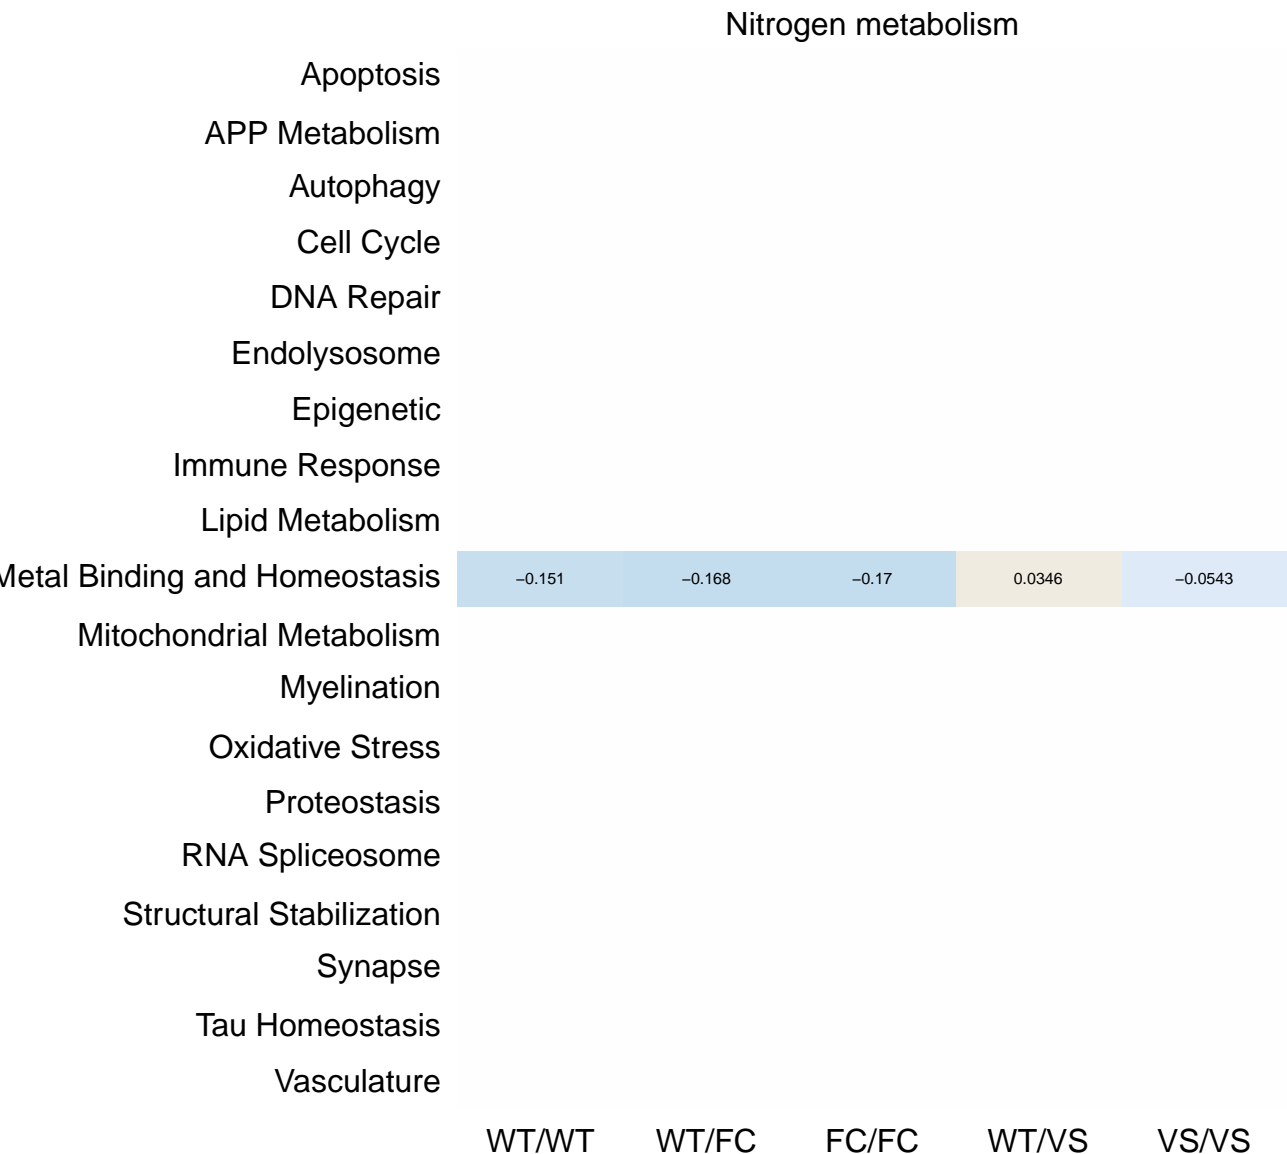 Nitrogen metabolism
Apoptosis
APP Metabolism
Autophagy
Cell Cycle
DNA Repair
Endolysosome
Epigenetic
Immune Response
Lipid Metabolism
Metal Binding and Homeostasis −0.151 −0.168 −0.17 0.0346 −0.0543
Mitochondrial Metabolism
Myelination
Oxidative Stress
Proteostasis
RNA Spliceosome
Structural Stabilization
Synapse
Tau Homeostasis
Vasculature
WT/WT WT/FC FC/FC WT/VS VS/VS